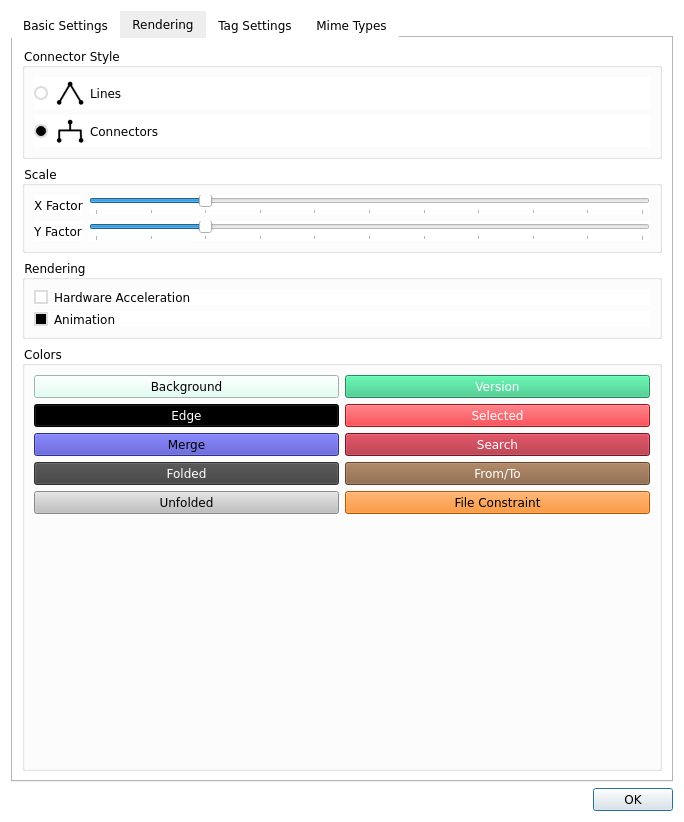 Basic Settings Rendering Tag Settings Mime Types
Connector Style
Lines
Connectors
Scale
X Factor
Y Factor
Rendering
Hardware Acceleration
Animation
Colors
Background Version
Edge Selected
Merge Search
Folded From/To
Unfolded File Constraint
OK